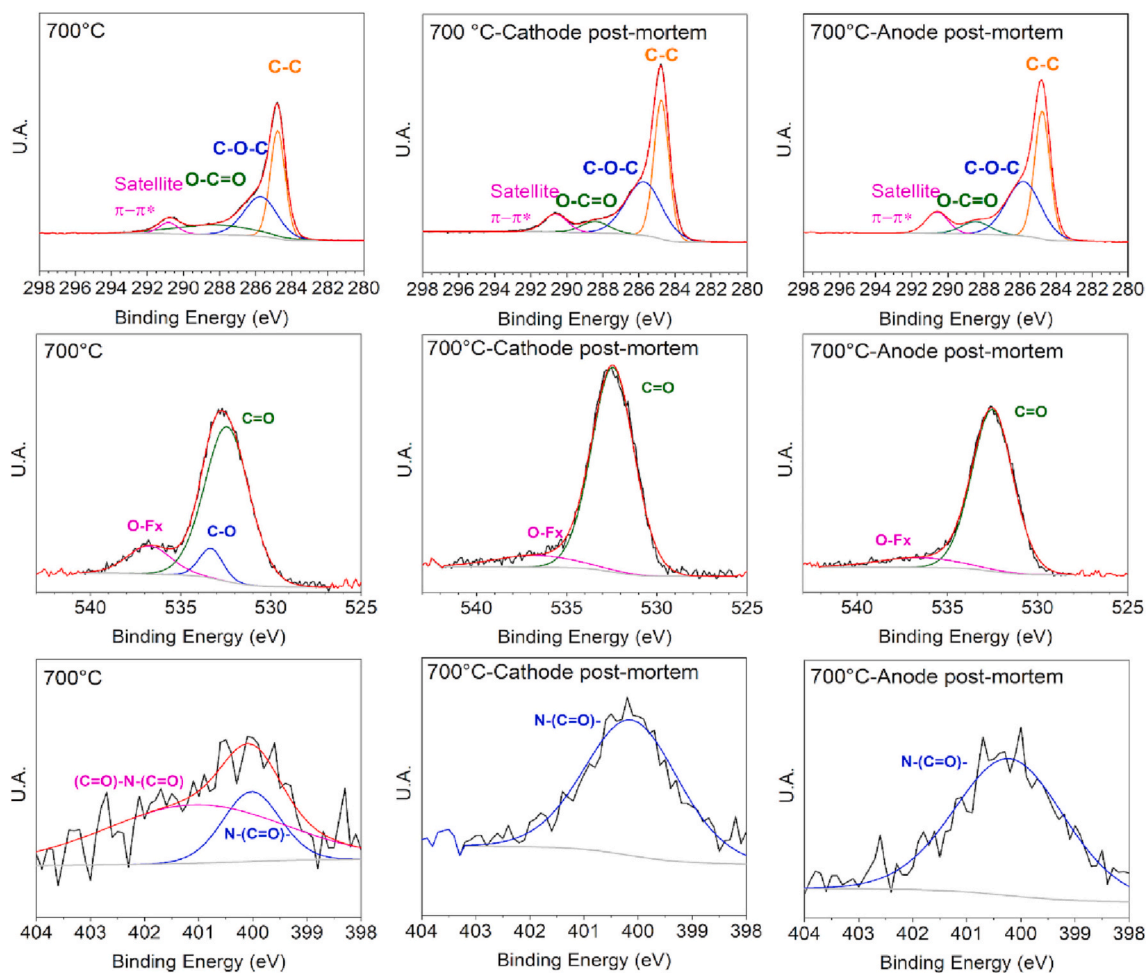 700°C
C-C
C-O-C
O-C=O
Satellite
π−π*
U.A.
298 296 294 292 290 288 286 284 282 280
Binding Energy (eV)
700 °C-Cathode post-mortem
C-C
C-O-C
O-C=O
Satellite
π−π*
U.A.
298 296 294 292 290 288 286 284 282 280
Binding Energy (eV)
700°C-Anode post-mortem
C-C
C-O-C
O-C=O
Satellite
π−π*
U.A.
298 296 294 292 290 288 286 284 282 280
Binding Energy (eV)
700°C
C=O
O-Fx
C-O
U.A.
540 535 530 525
Binding Energy (eV)
700°C-Cathode post-mortem
C=O
O-Fx
U.A.
540 535 530 525
Binding Energy (eV)
700°C-Anode post-mortem
C=O
O-Fx
U.A.
540 535 530 525
Binding Energy (eV)
700°C
(C=O)-N-(C=O)
N-(C=O)-
U.A.
404 403 402 401 400 399 398
Binding Energy (eV)
700°C-Cathode post-mortem
N-(C=O)-
U.A.
404 403 402 401 400 399 398
Binding Energy (eV)
700°C-Anode post-mortem
N-(C=O)-
U.A.
404 403 402 401 400 399 398
Binding Energy (eV)